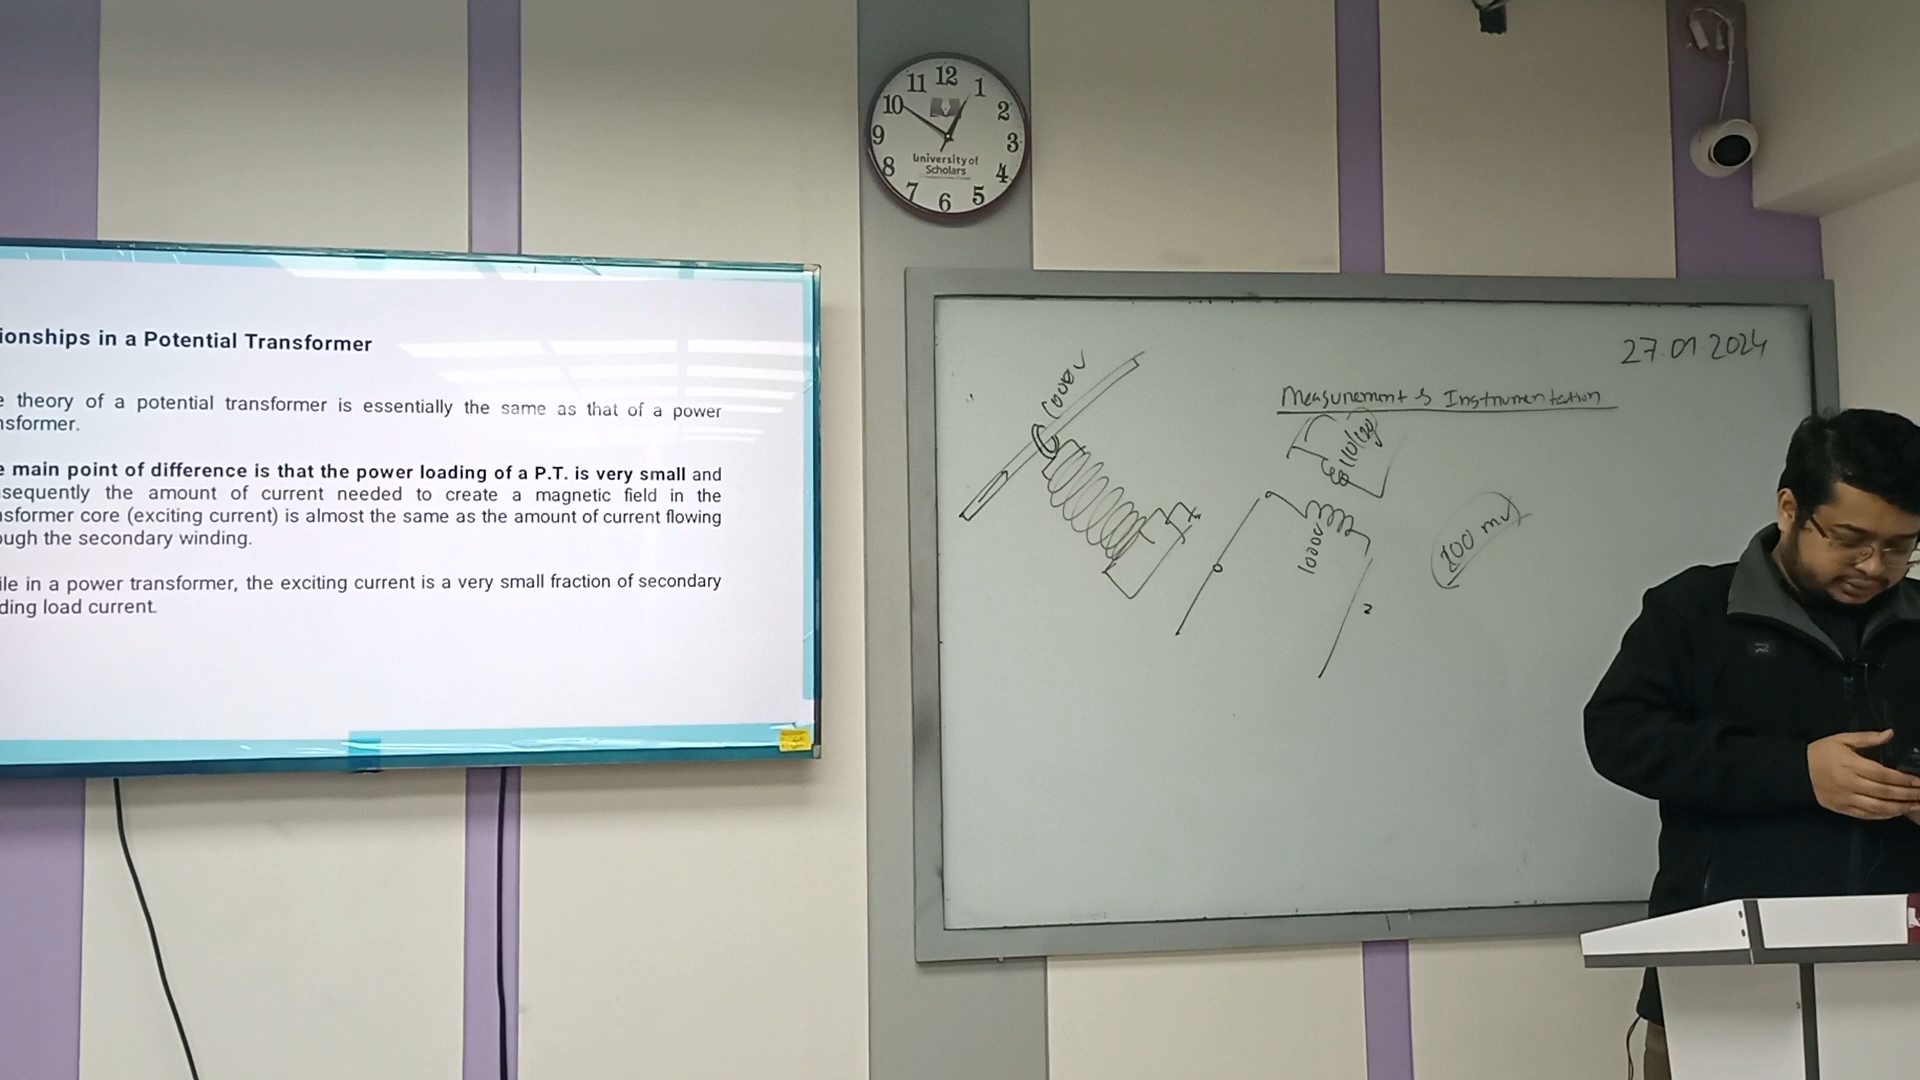 11 12 1
10 2
9 3
8 4
7 6 5
University of
Scholars
ionships in a Potential Transformer
e theory of a potential transformer is essentially the same as that of a power
nsformer.
e main point of difference is that the power loading of a P.T. is very small and
sequently the amount of current needed to create a magnetic field in the
nsformer core (exciting current) is almost the same as the amount of current flowing
ough the secondary winding.
ile in a power transformer, the exciting current is a very small fraction of secondary
ding load current.
27.01.2024
Measurement & Instrumentation
1000V
110/120
1000V
100 mV
2